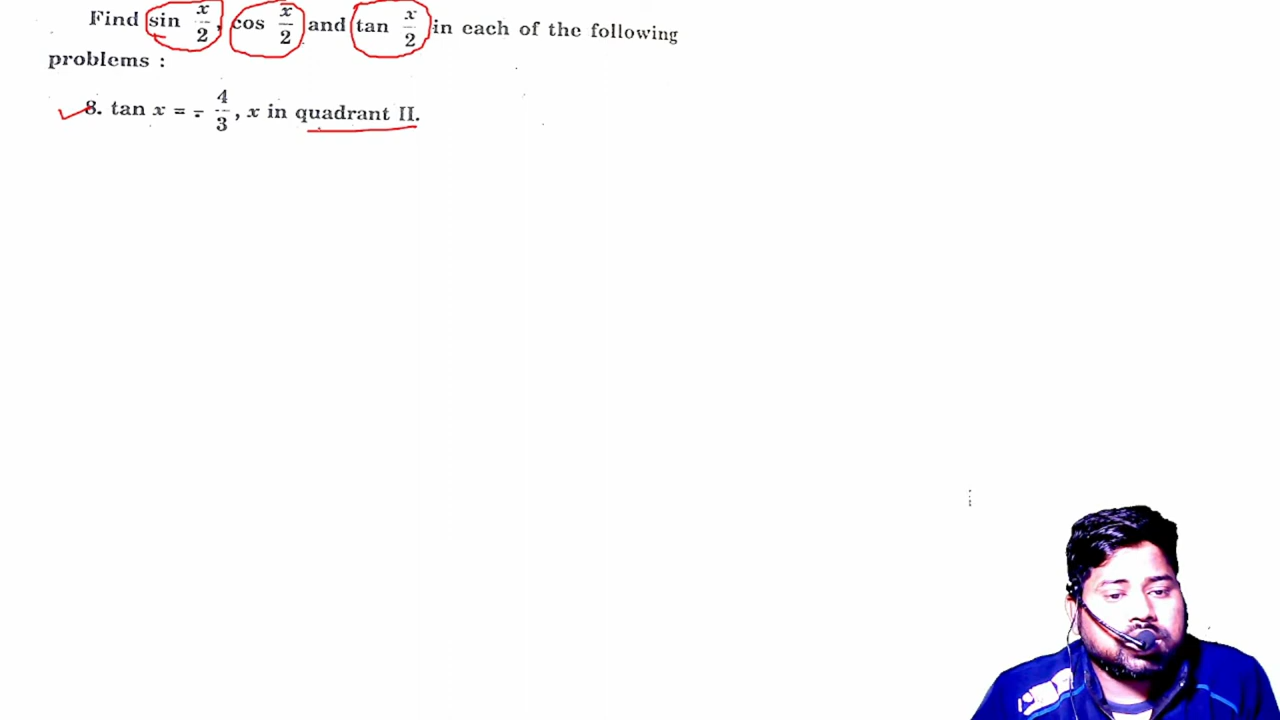 Find sin x/2, cos x/2 and tan x/2 in each of the following
problems :
8. tan x = - 4/3, x in quadrant II.